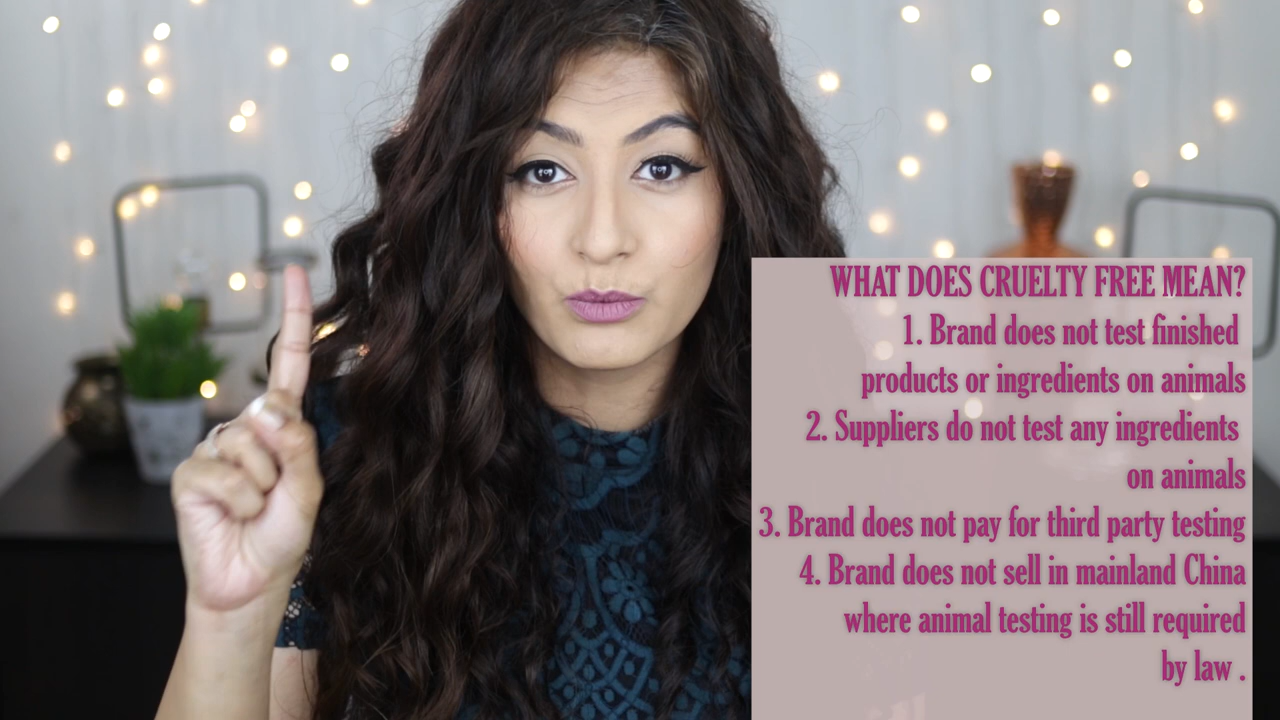 WHAT DOES CRUELTY FREE MEAN?
1. Brand does not test finished
products or ingredients on animals
2. Suppliers do not test any ingredients
on animals
3. Brand does not pay for third party testing
4. Brand does not sell in mainland China
where animal testing is still required
by law .